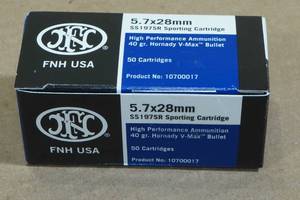 5.7x28mm
SS197SR Sporting Cartridge
High Performance Ammunition
40 gr. Hornady V-Max™ Bullet
50 Cartridges
Product No: 10700017
FN
FNH USA
5.7x28mm
SS197SR Sporting Cartridge
High Performance Ammunition
40 gr. Hornady V-Max™ Bullet
50 Cartridges
Product No: 10700017
FN
FNH USA